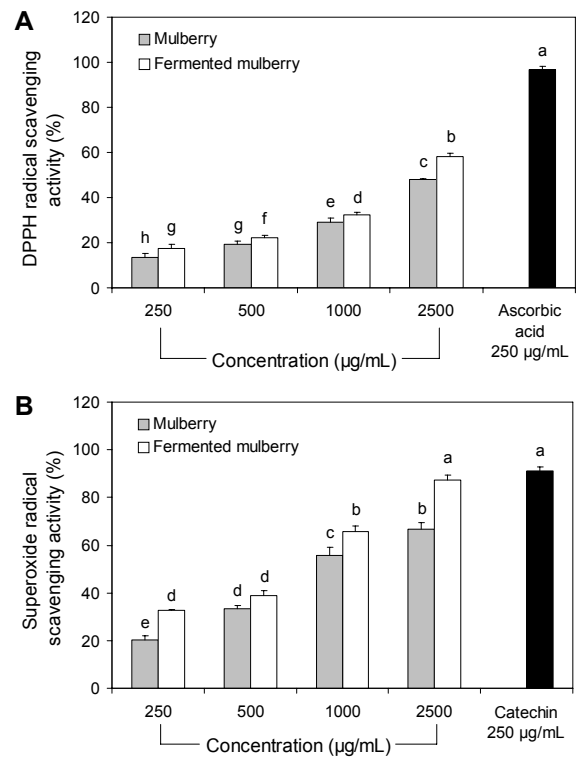 A
DPPH radical scavenging
activity (%)
120
100
80
60
40
20
0
Mulberry
Fermented mulberry
h
g
g
f
e
d
c
b
a
250
500
1000
2500
Ascorbic
acid
250 µg/mL
Concentration (µg/mL)
B
Superoxide radical
scavenging activity (%)
120
100
80
60
40
20
0
Mulberry
Fermented mulberry
e
d
d
d
c
b
b
a
a
250
500
1000
2500
Catechin
250 µg/mL
Concentration (µg/mL)